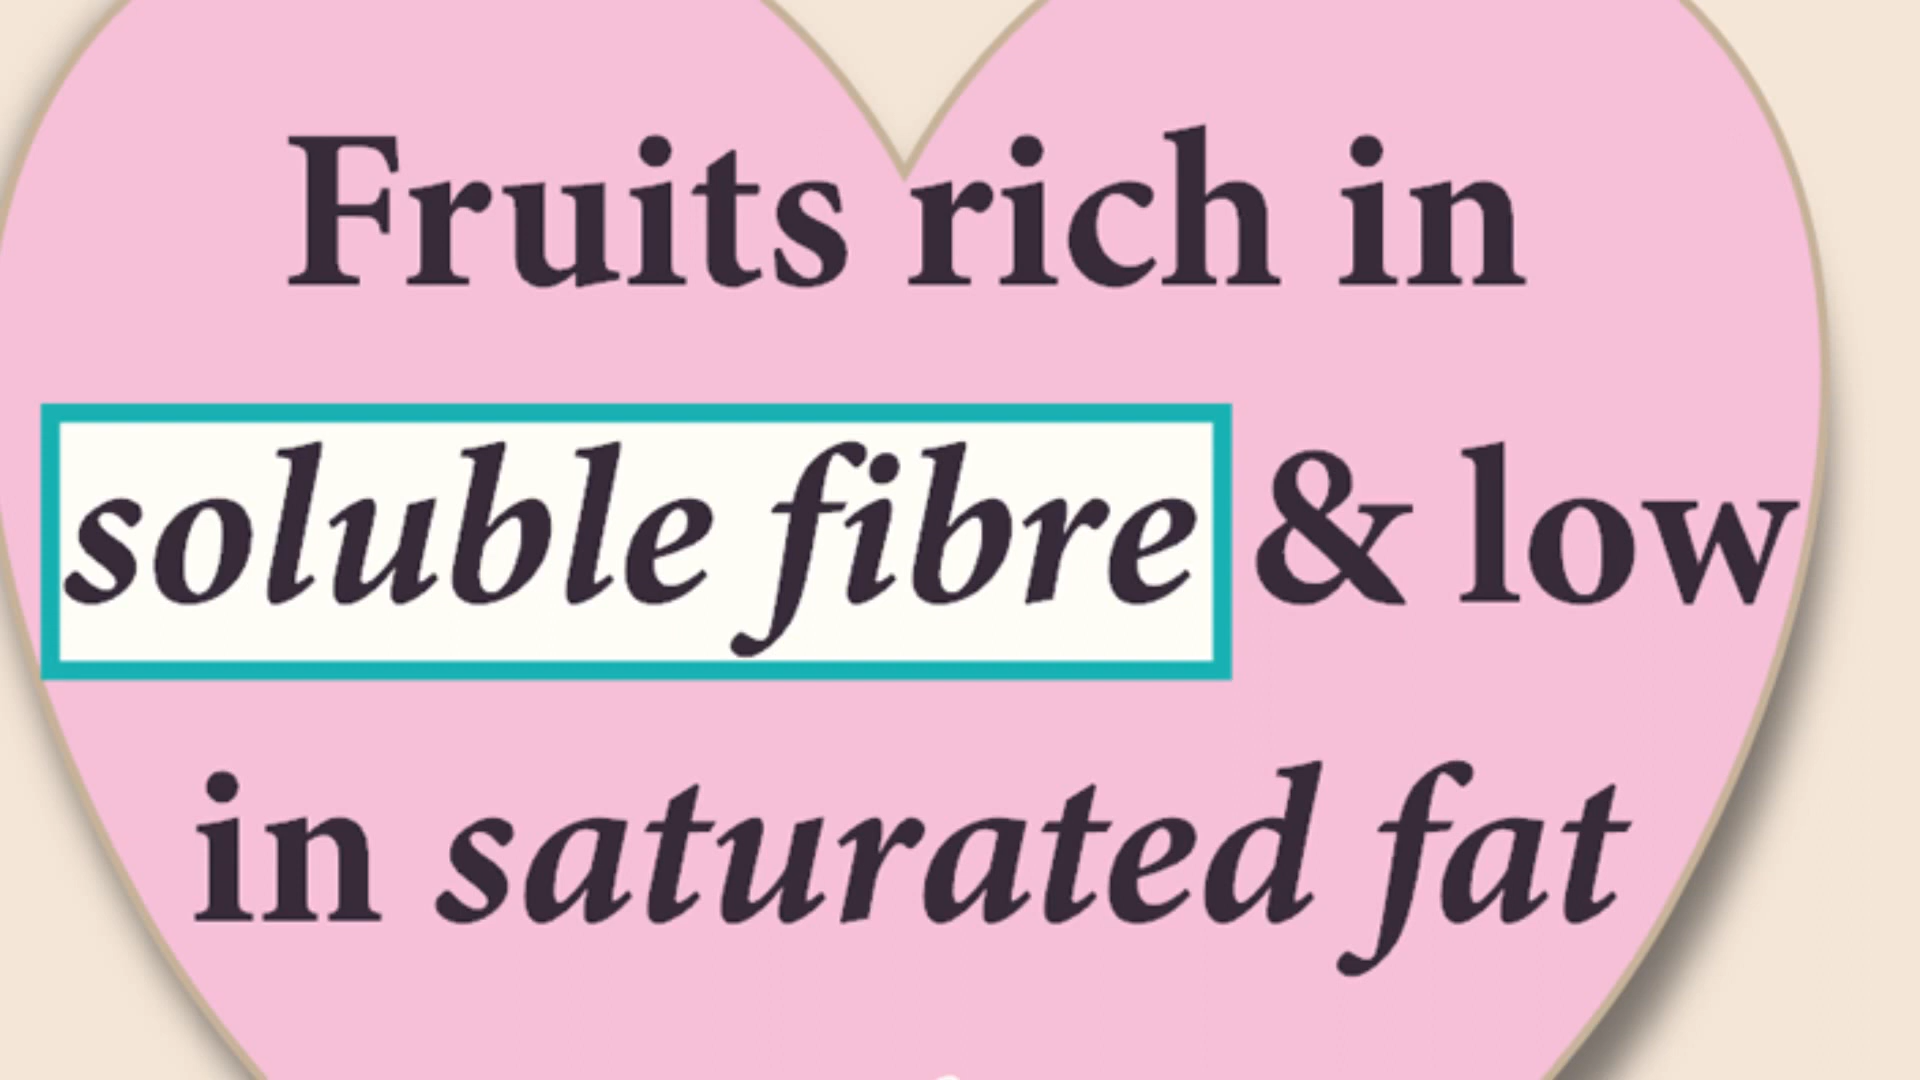 Fruits rich in
soluble fibre & low
in saturated fat